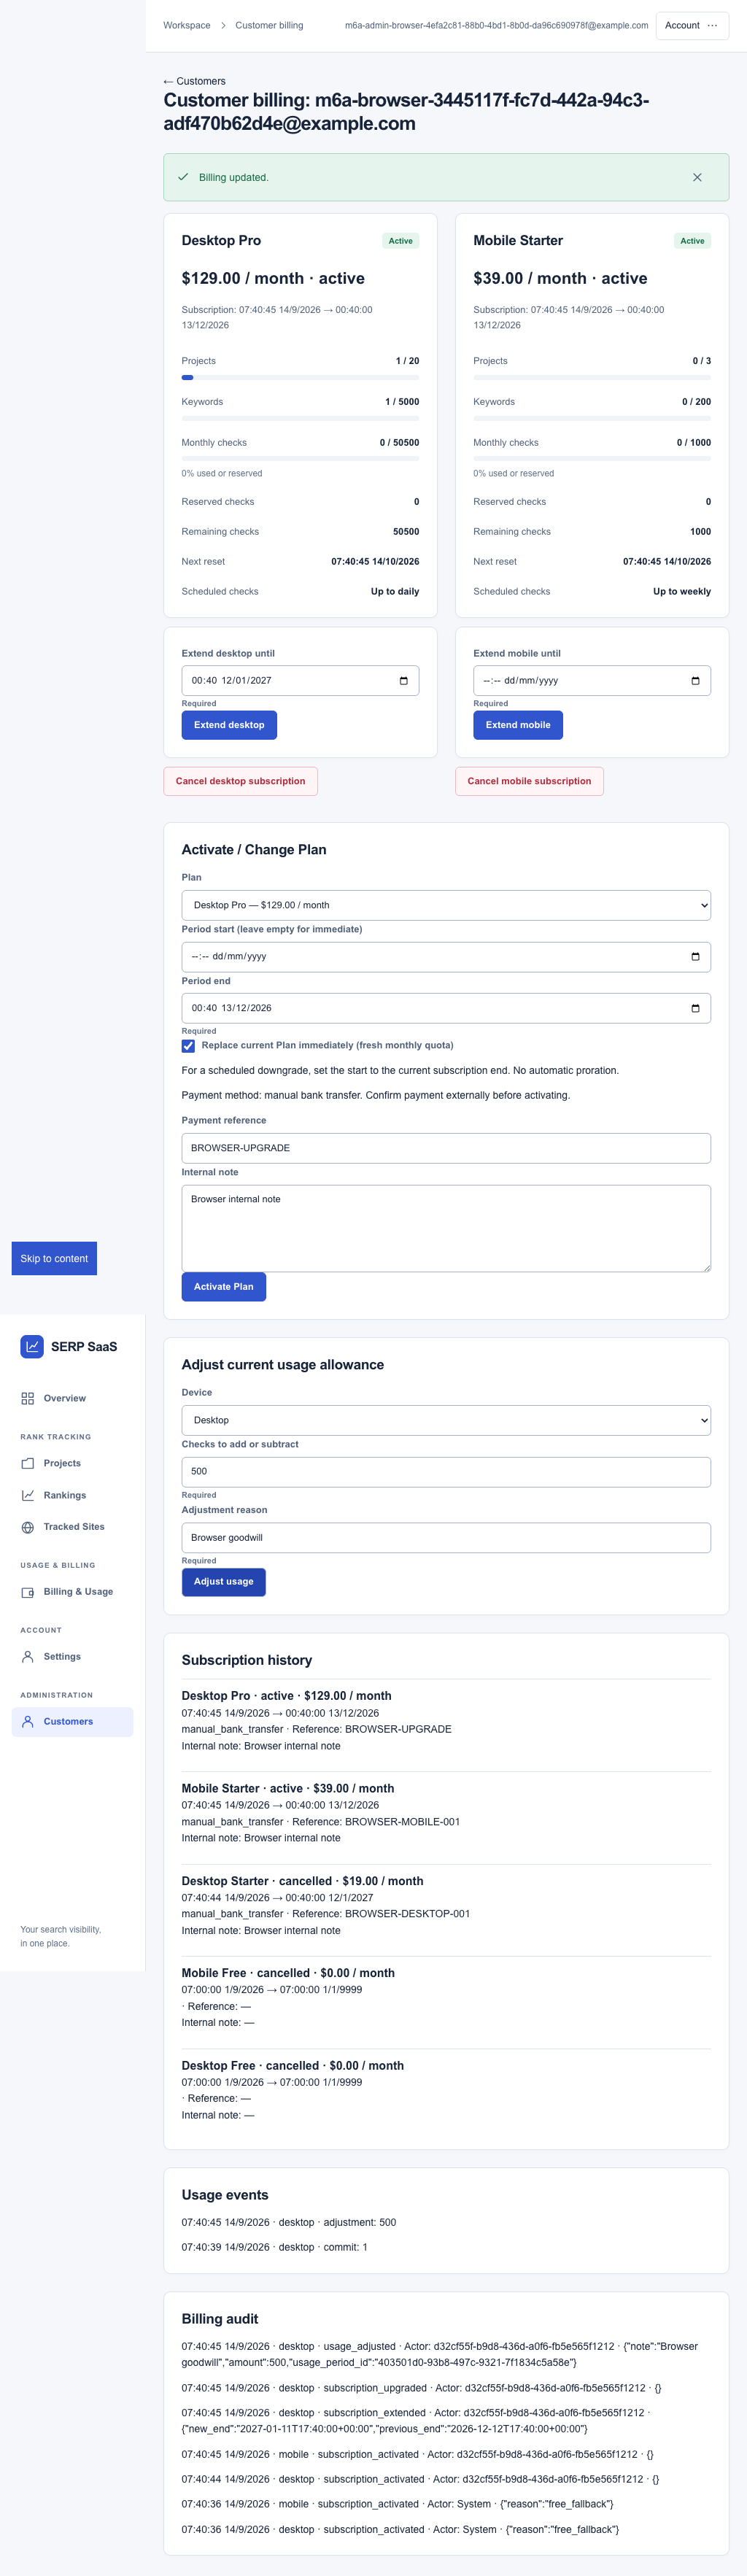 Workspace > Customer billing
m6a-admin-browser-4efa2c81-88b0-4bd1-8b0d-da96c690978f@example.com
Account ···
← Customers
Customer billing: m6a-browser-3445117f-fc7d-442a-94c3-
adf470b62d4e@example.com
Billing updated.
Desktop Pro
Active
$129.00 / month · active
Subscription: 07:40:45 14/9/2026 → 00:40:00
13/12/2026
Projects 1 / 20
Keywords 1 / 5000
Monthly checks 0 / 50500
0% used or reserved
Reserved checks 0
Remaining checks 50500
Next reset 07:40:45 14/10/2026
Scheduled checks Up to daily
Mobile Starter
Active
$39.00 / month · active
Subscription: 07:40:45 14/9/2026 → 00:40:00
13/12/2026
Projects 0 / 3
Keywords 0 / 200
Monthly checks 0 / 1000
0% used or reserved
Reserved checks 0
Remaining checks 1000
Next reset 07:40:45 14/10/2026
Scheduled checks Up to weekly
Extend desktop until
00:40 12/01/2027
Required
Extend desktop
Extend mobile until
--:-- dd/mm/yyyy
Required
Extend mobile
Cancel desktop subscription
Cancel mobile subscription
Activate / Change Plan
Plan
Desktop Pro — $129.00 / month
Period start (leave empty for immediate)
--:-- dd/mm/yyyy
Period end
00:40 13/12/2026
Required
Replace current Plan immediately (fresh monthly quota)
For a scheduled downgrade, set the start to the current subscription end. No automatic proration.
Payment method: manual bank transfer. Confirm payment externally before activating.
Payment reference
BROWSER-UPGRADE
Internal note
Browser internal note
Activate Plan
Skip to content
SERP SaaS
Overview
RANK TRACKING
Projects
Rankings
Tracked Sites
USAGE & BILLING
Billing & Usage
ACCOUNT
Settings
ADMINISTRATION
Customers
Your search visibility,
in one place.
Adjust current usage allowance
Device
Desktop
Checks to add or subtract
500
Required
Adjustment reason
Browser goodwill
Required
Adjust usage
Subscription history
Desktop Pro · active · $129.00 / month
07:40:45 14/9/2026 → 00:40:00 13/12/2026
manual_bank_transfer · Reference: BROWSER-UPGRADE
Internal note: Browser internal note
Mobile Starter · active · $39.00 / month
07:40:45 14/9/2026 → 00:40:00 13/12/2026
manual_bank_transfer · Reference: BROWSER-MOBILE-001
Internal note: Browser internal note
Desktop Starter · cancelled · $19.00 / month
07:40:44 14/9/2026 → 00:40:00 12/1/2027
manual_bank_transfer · Reference: BROWSER-DESKTOP-001
Internal note: Browser internal note
Mobile Free · cancelled · $0.00 / month
07:00:00 1/9/2026 → 07:00:00 1/1/9999
· Reference: —
Internal note: —
Desktop Free · cancelled · $0.00 / month
07:00:00 1/9/2026 → 07:00:00 1/1/9999
· Reference: —
Internal note: —
Usage events
07:40:45 14/9/2026 · desktop · adjustment: 500
07:40:39 14/9/2026 · desktop · commit: 1
Billing audit
07:40:45 14/9/2026 · desktop · usage_adjusted · Actor: d32cf55f-b9d8-436d-a0f6-fb5e565f1212 · {"note":"Browser
goodwill","amount":500,"usage_period_id":"403501d0-93b8-497c-9321-7f1834c5a58e"}
07:40:45 14/9/2026 · desktop · subscription_upgraded · Actor: d32cf55f-b9d8-436d-a0f6-fb5e565f1212 · {}
07:40:45 14/9/2026 · desktop · subscription_extended · Actor: d32cf55f-b9d8-436d-a0f6-fb5e565f1212 ·
{"new_end":"2027-01-11T17:40:00+00:00","previous_end":"2026-12-12T17:40:00+00:00"}
07:40:45 14/9/2026 · mobile · subscription_activated · Actor: d32cf55f-b9d8-436d-a0f6-fb5e565f1212 · {}
07:40:44 14/9/2026 · desktop · subscription_activated · Actor: d32cf55f-b9d8-436d-a0f6-fb5e565f1212 · {}
07:40:36 14/9/2026 · mobile · subscription_activated · Actor: System · {"reason":"free_fallback"}
07:40:36 14/9/2026 · desktop · subscription_activated · Actor: System · {"reason":"free_fallback"}